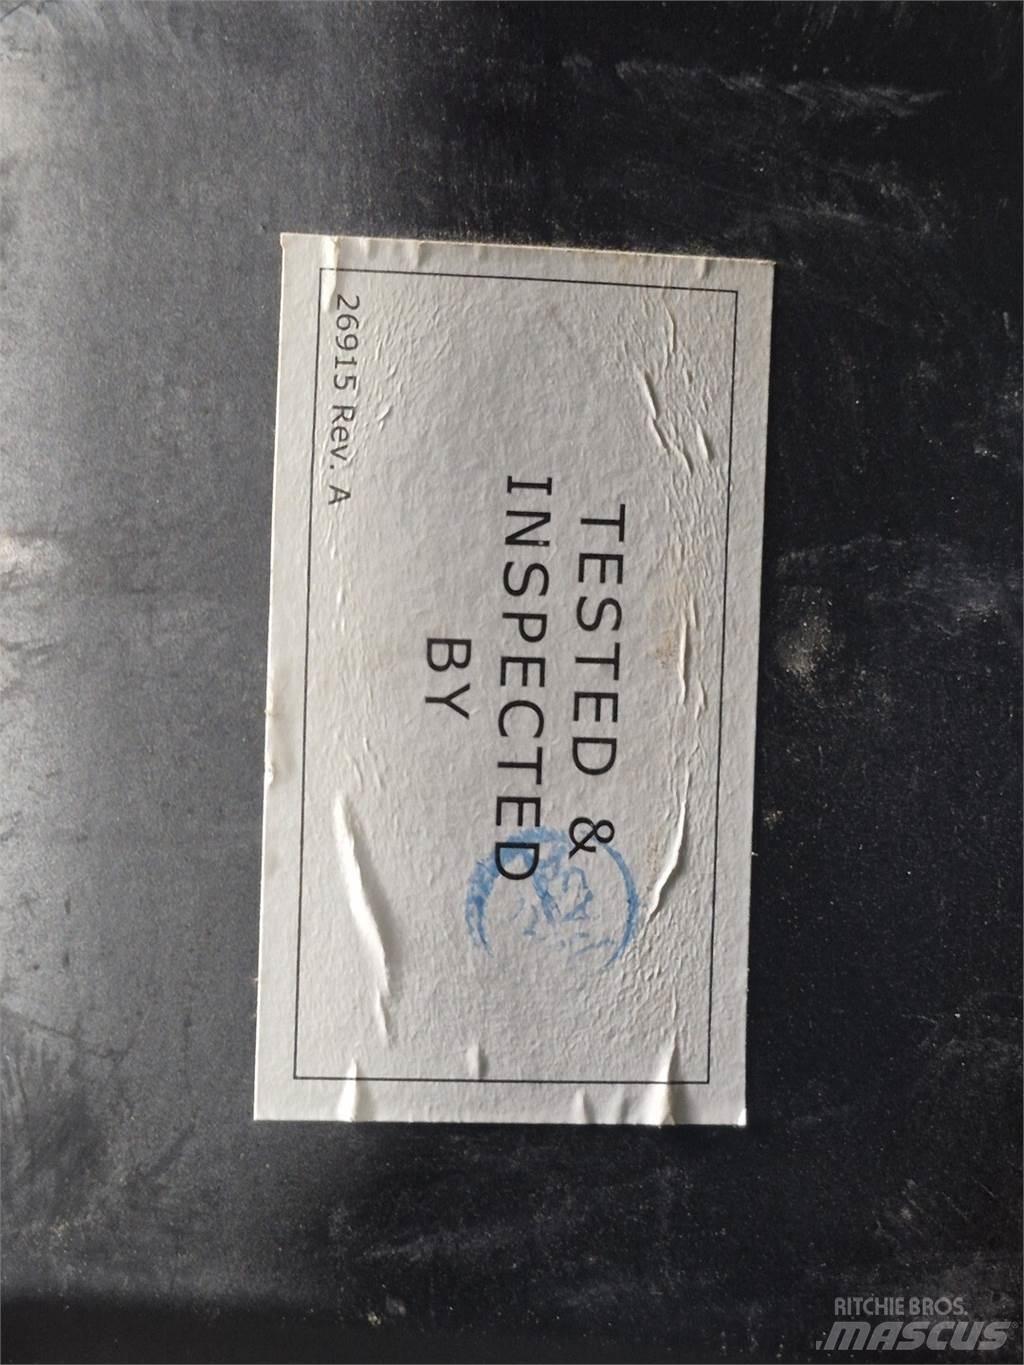 TESTED &
INSPECTED
BY
26915 Rev. A
RITCHIE BROS.
MASCUS